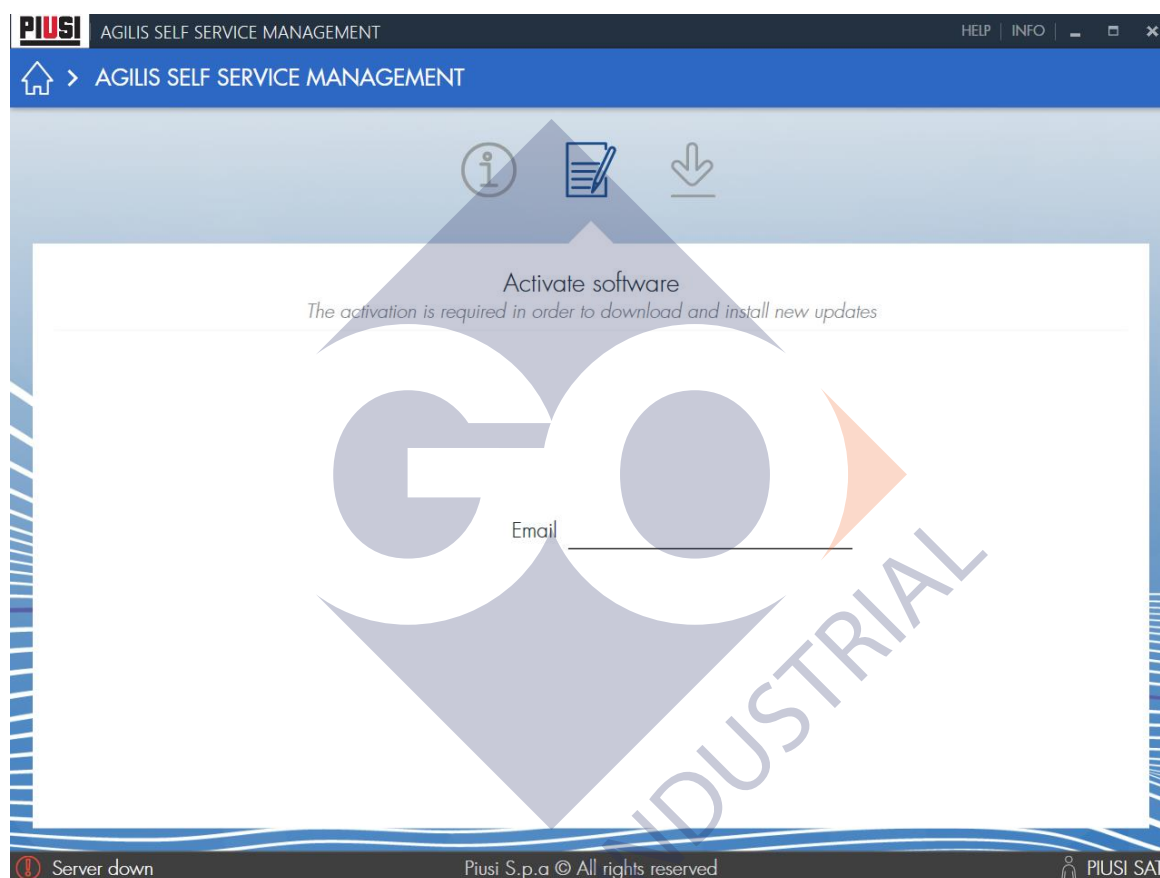 PIUSI AGILIS SELF SERVICE MANAGEMENT HELP INFO
AGILIS SELF SERVICE MANAGEMENT
Activate software
The activation is required in order to download and install new updates
GO
Email
INDUSTRIAL
Server down Piusi S.p.a © All rights reserved PIUSI SAT